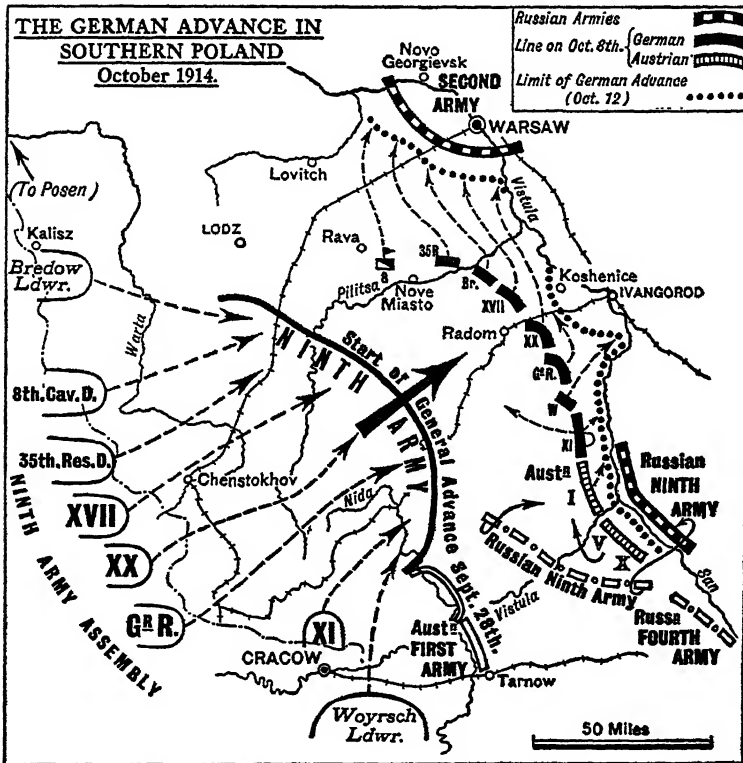 THE GERMAN ADVANCE IN
SOUTHERN POLAND
October 1914.
Russian Armies
Line on Oct. 8th. { German
Austrian
Limit of German Advance
(Oct. 12)
Novo
Georgievsk
SECOND
ARMY
WARSAW
Lovitch
Vistula
(To Posen)
Kalisz
LODZ
Rava
35R
8
Bredow
Ldwr.
Pilitsa
Nove
Miasto
Br.
XVII
Koshenice
IVANGOROD
Warta
Radom
XX
Start of General Advance Sept. 28th.
NINTH ARMY
GR R.
8th. Cav. D.
W
XI
35th. Res. D.
Chenstokhov
Austn
I
Russian
NINTH
ARMY
XVII
Nida
V
X
XX
Russian Ninth Army
San
Vistula
GR R.
XI
Austn
FIRST
ARMY
Russn
FOURTH
ARMY
NINTH ARMY ASSEMBLY
CRACOW
Tarnow
Woyrsch
Ldwr.
50 Miles